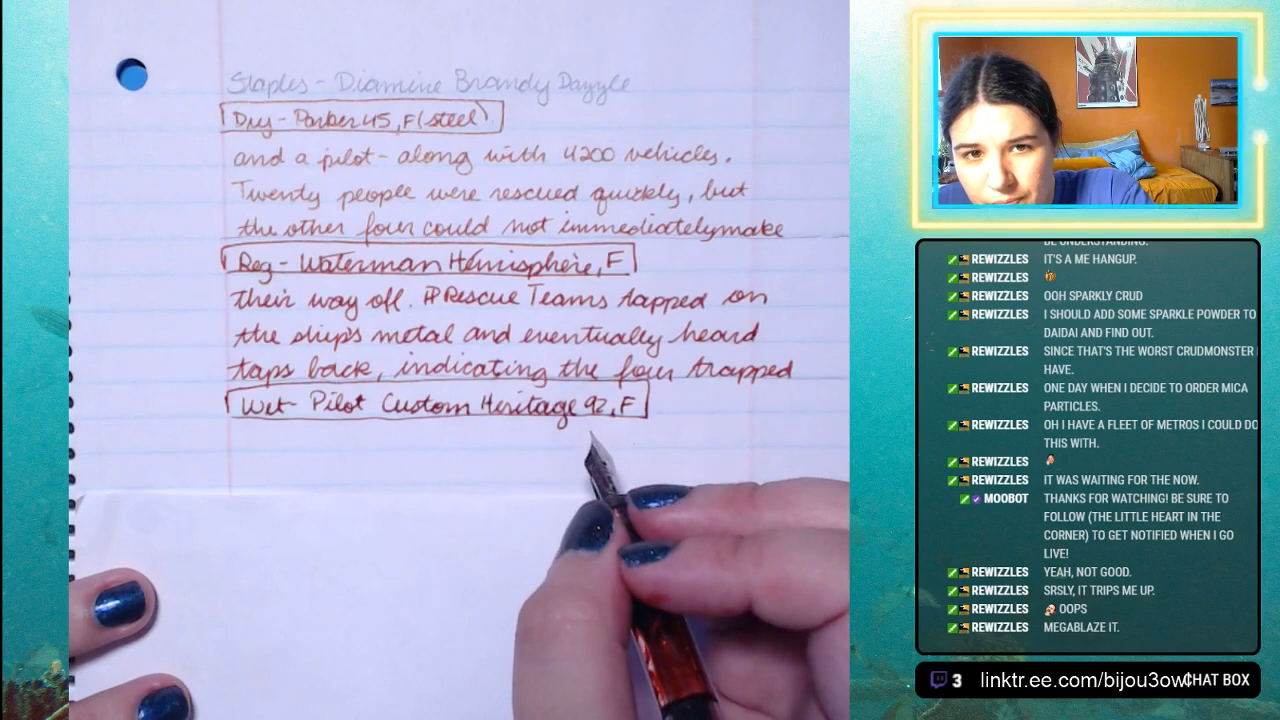 Staples - Diamine Brandy Dazzle
Dry - Parker 45, F (steel)
and a pilot - along with 4200 vehicles.
Twenty people were rescued quickly, but
the other four could not immediatelymake
Reg - Waterman Hemisphère, F
their way off. Rescue Teams tapped on
the ship's metal and eventually heard
taps back, indicating the four trapped
Wet - Pilot Custom Heritage 92, F
BE UNDERSTANDING.
REWIZZLES IT'S A ME HANGUP.
REWIZZLES
REWIZZLES OOH SPARKLY CRUD
REWIZZLES I SHOULD ADD SOME SPARKLE POWDER TO
DAIDAI AND FIND OUT.
REWIZZLES SINCE THAT'S THE WORST CRUDMONSTER I
HAVE.
REWIZZLES ONE DAY WHEN I DECIDE TO ORDER MICA
PARTICLES.
REWIZZLES OH I HAVE A FLEET OF METROS I COULD DO
THIS WITH.
REWIZZLES
REWIZZLES IT WAS WAITING FOR THE NOW.
MOOBOT THANKS FOR WATCHING! BE SURE TO
FOLLOW (THE LITTLE HEART IN THE
CORNER) TO GET NOTIFIED WHEN I GO
LIVE!
REWIZZLES YEAH, NOT GOOD.
REWIZZLES SRSLY, IT TRIPS ME UP.
REWIZZLES OOPS
REWIZZLES MEGABLAZE IT.
3 linktr.ee.com/bijou3owl CHAT BOX